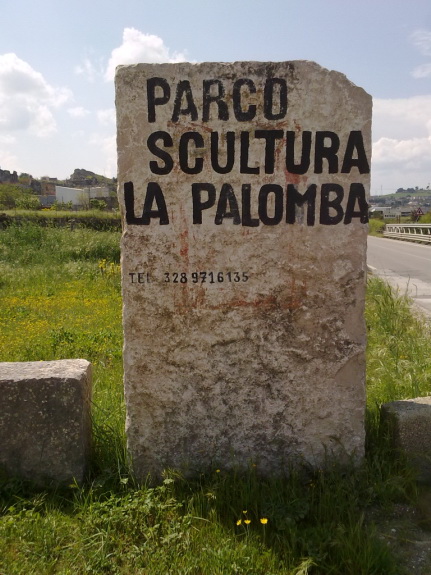 PARCO
SCULTURA
LA PALOMBA
TEL 328 9716135